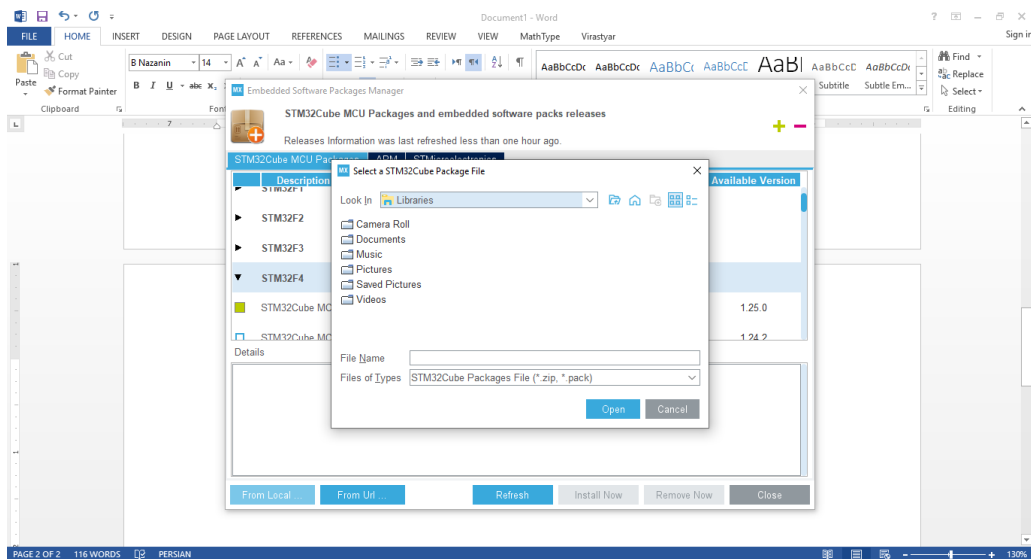 Document1 - Word
FILE HOME INSERT DESIGN PAGE LAYOUT REFERENCES MAILINGS REVIEW VIEW MathType Virastyar Sign in
Cut
Copy
Format Painter
Paste
Clipboard
B Nazanin 14
Font
AaBbCcDc AaBbCcDc AaBbCc AaBbCcE AaBl AaBbCcD AaBbCcDc
Subtitle Subtle Em...
Find
Replace
Select
Editing
Embedded Software Packages Manager
STM32Cube MCU Packages and embedded software packs releases
Releases Information was last refreshed less than one hour ago.
STM32Cube MCU Packages ARM STMicroelectronics
Description Available Version
STM32F1
STM32F2
STM32F3
STM32F4
STM32Cube MC 1.25.0
STM32Cube MC 1.24.2
Details
Select a STM32Cube Package File
Look In Libraries
Camera Roll
Documents
Music
Pictures
Saved Pictures
Videos
File Name
Files of Types STM32Cube Packages File (*.zip, *.pack)
Open Cancel
From Local ... From Url ... Refresh Install Now Remove Now Close
PAGE 2 OF 2 116 WORDS PERSIAN 130%